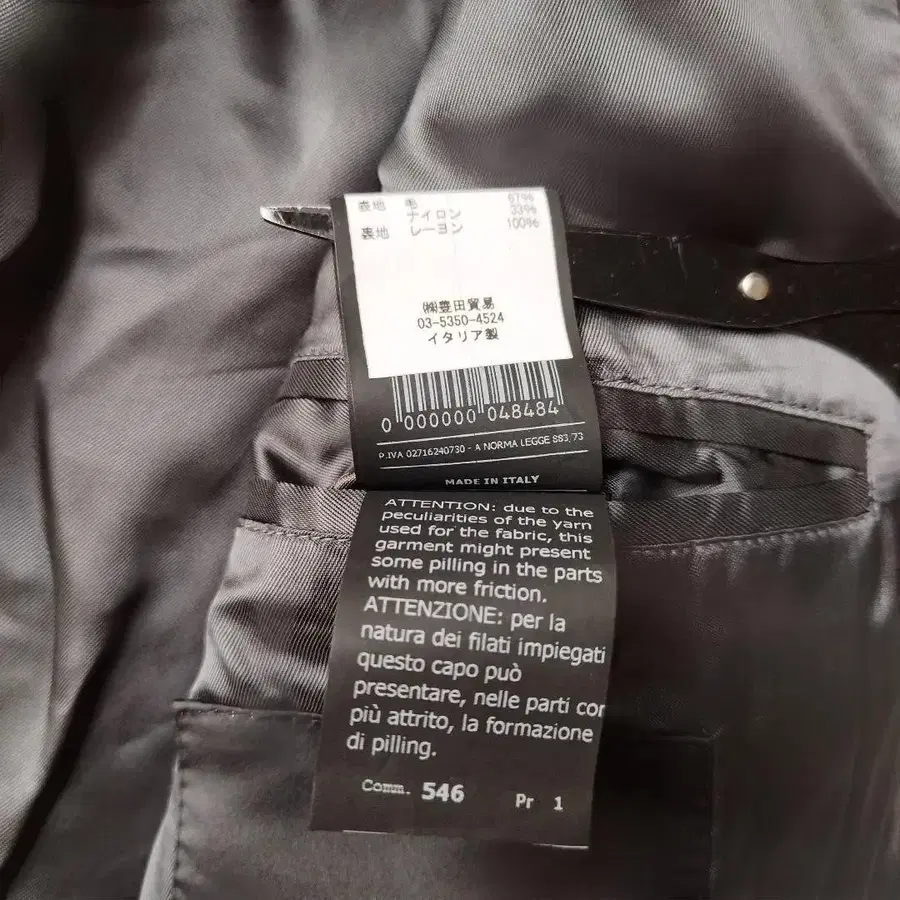 表地 毛 67%
ナイロン 33%
裏地 レーヨン 100%
㈱豊田貿易
03-5350-4524
イタリア製
0 000000 048484
P.IVA 02716240730 - A NORMA LEGGE 883/73
MADE IN ITALY
ATTENTION: due to the
peculiarities of the yarn
used for the fabric, this
garment might present
some pilling in the parts
with more friction.
ATTENZIONE: per la
natura dei filati impiegati
questo capo può
presentare, nelle parti con
più attrito, la formazione
di pilling.
Comm. 546 Pr 1